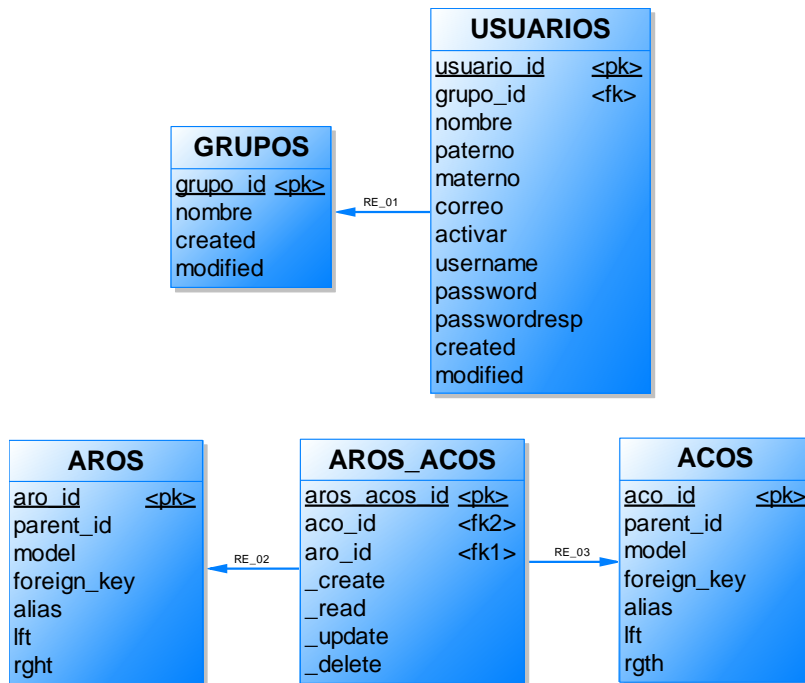 USUARIOS
usuario_id <pk>
grupo_id <fk>
nombre
paterno
materno
correo
activar
username
password
passwordresp
created
modified
GRUPOS
grupo_id <pk>
nombre
created
modified
RE_01
AROS
aro_id <pk>
parent_id
model
foreign_key
alias
lft
rght
RE_02
AROS_ACOS
aros_acos_id <pk>
aco_id <fk2>
aro_id <fk1>
_create
_read
_update
_delete
RE_03
ACOS
aco_id <pk>
parent_id
model
foreign_key
alias
lft
rgth